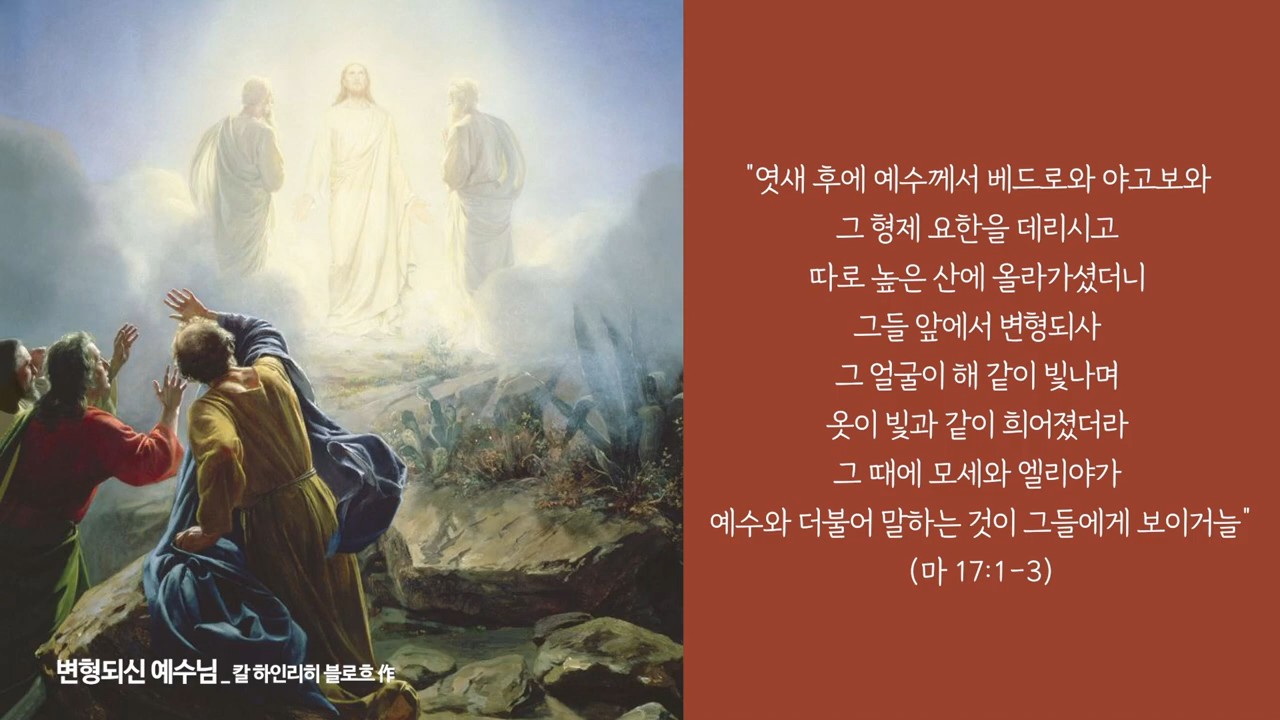 "엿새 후에 예수께서 베드로와 야고보와
그 형제 요한을 데리시고
따로 높은 산에 올라가셨더니
그들 앞에서 변형되사
그 얼굴이 해 같이 빛나며
옷이 빛과 같이 희어졌더라
그 때에 모세와 엘리야가
예수와 더불어 말하는 것이 그들에게 보이거늘"
(마 17:1-3)
변형되신 예수님_칼 하인리히 블로흐 作